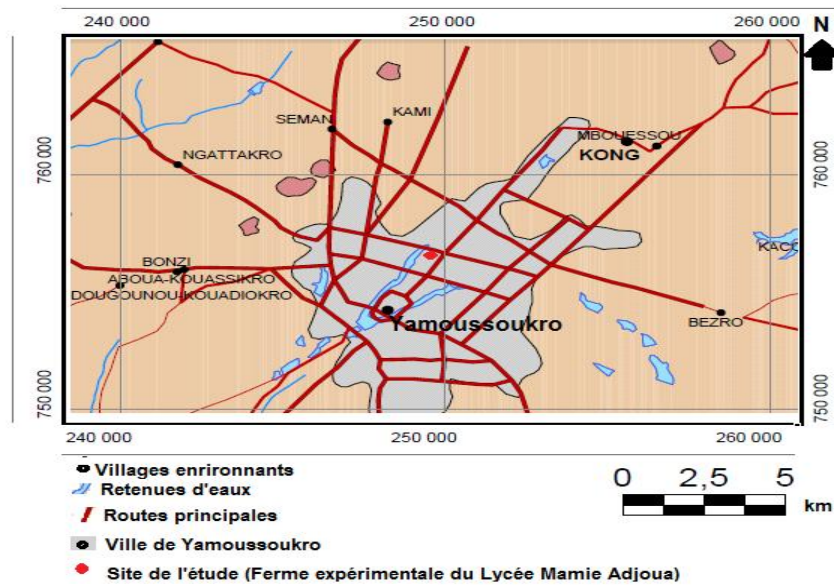 240 000 250 000 260 000 N
SEMAN KAMI
MBOUESSOU
KONG
NGATTAKRO
760 000 760 000
BONZI
ABOUA-KOUASSIKRO
DOUGOUNOU-KOUADIOKRO
KACO
Yamoussoukro
BEZRO
750 000 750 000
240 000 250 000 260 000
Villages enrironnants
Retenues d'eaux
Routes principales
Ville de Yamoussoukro
Site de l'étude (Ferme expérimentale du Lycée Mamie Adjoua)
0 2,5 5
km